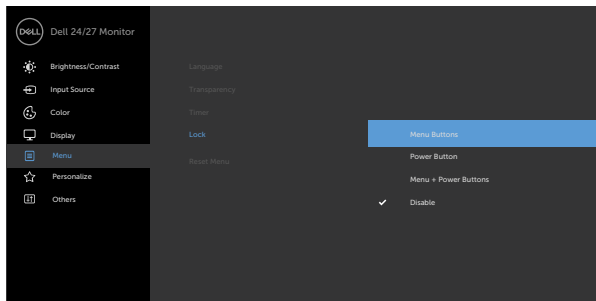 DELL
Dell 24/27 Monitor
Brightness/Contrast
Input Source
Color
Display
Menu
Personalize
Others
Language
Transparency
Timer
Lock
Reset Menu
Menu Buttons
Power Button
Menu + Power Buttons
Disable